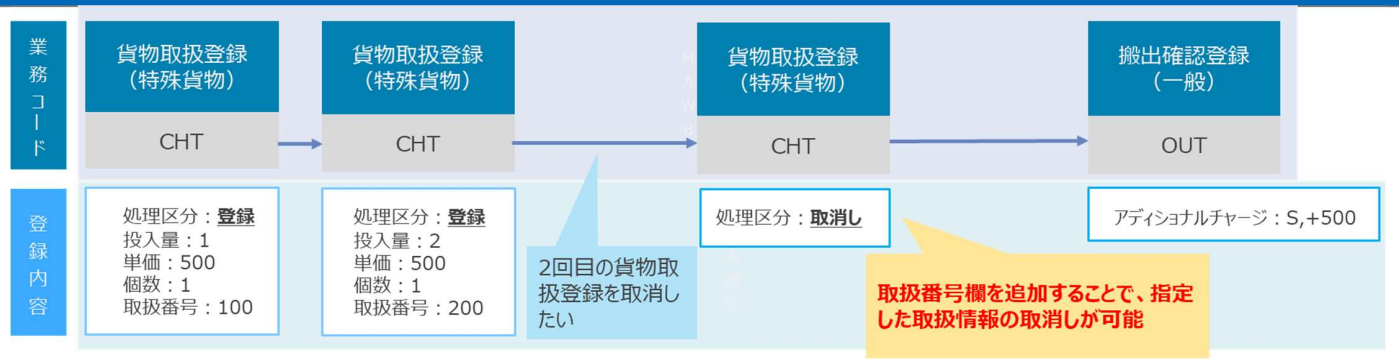 業務コード
貨物取扱登録
（特殊貨物）
CHT
貨物取扱登録
（特殊貨物）
CHT
貨物取扱登録
（特殊貨物）
CHT
搬出確認登録
（一般）
OUT
登録内容
処理区分：登録
投入量：1
単価：500
個数：1
取扱番号：100
処理区分：登録
投入量：2
単価：500
個数：1
取扱番号：200
2回目の貨物取
扱登録を取消し
たい
処理区分：取消し
取扱番号欄を追加することで、指定
した取扱情報の取消しが可能
アディショナルチャージ：S,+500